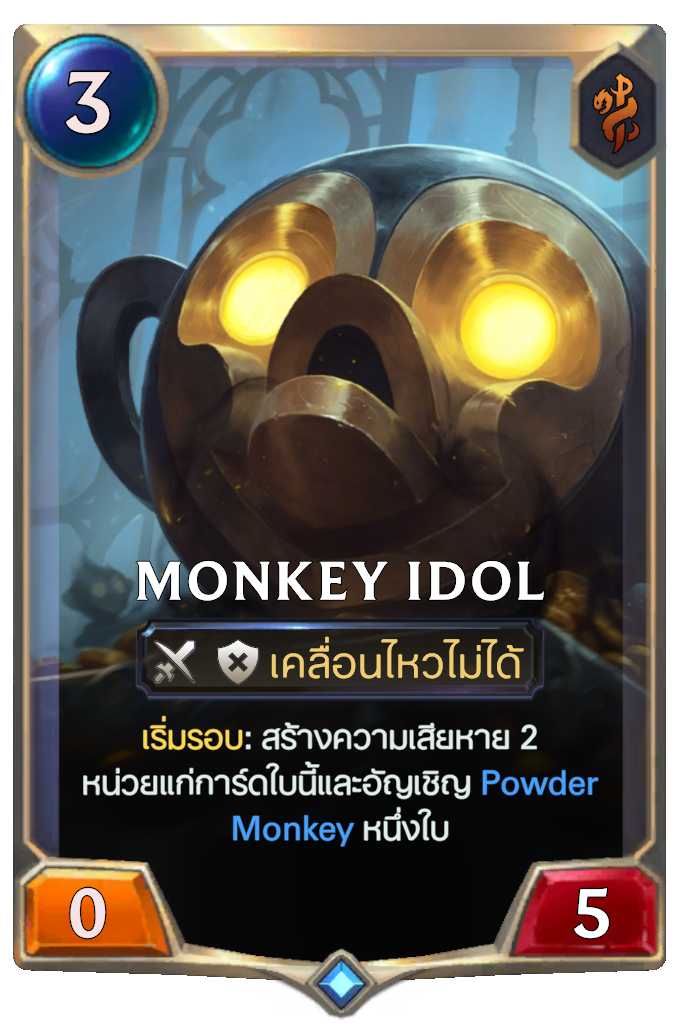 3
MONKEY IDOL
เคลื่อนไหวไม่ได้
เริ่มรอบ: สร้างความเสียหาย 2
หน่วยแก่การ์ดใบนี้และอัญเชิญ Powder
Monkey หนึ่งใบ
0
5